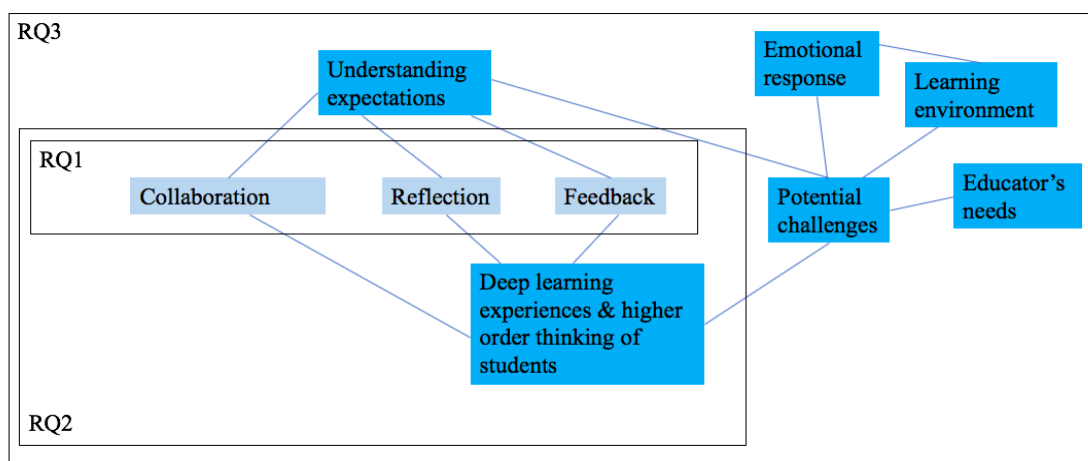 RQ3
Understanding
expectations
Emotional
response
Learning
environment
RQ1
Collaboration
Reflection
Feedback
Potential
challenges
Educator’s
needs
Deep learning
experiences & higher
order thinking of
students
RQ2